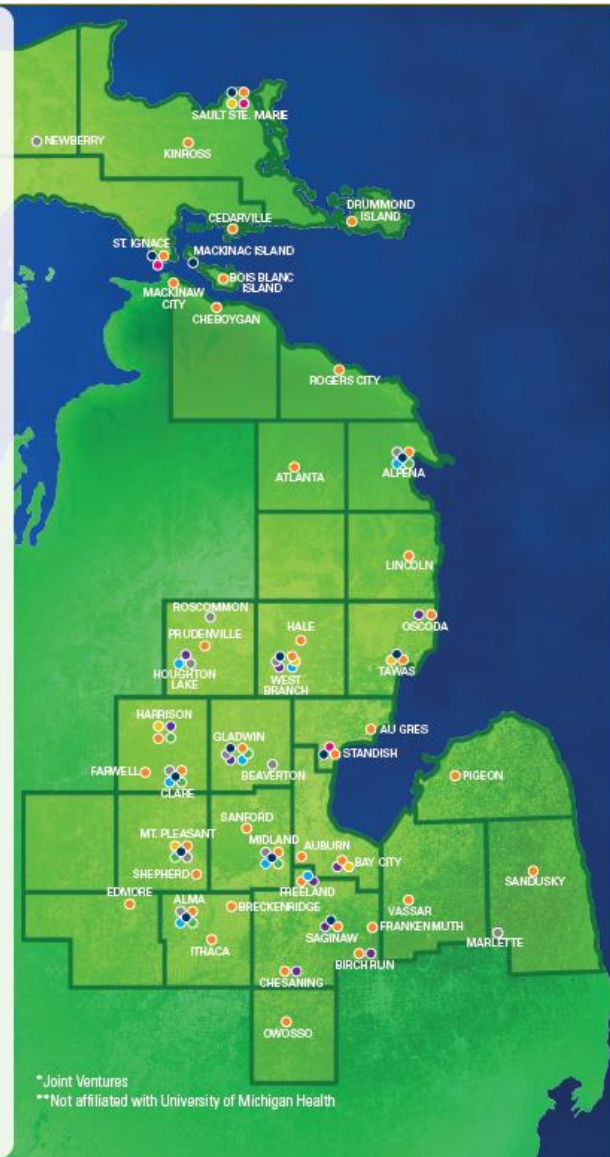 SAULT STE. MARIE
NEWBERRY
KINROSS
DRUMMOND
ISLAND
CEDARVILLE
ST. IGNACE
MACKINAC ISLAND
BOIS BLANC
ISLAND
MACKINAW
CITY
CHEBOYGAN
ROGERS CITY
ATLANTA
ALPENA
LINCOLN
ROSCOMMON
OSCODA
PRUDENVILLE
HALE
HOUGHTON
LAKE
WEST
BRANCH
TAWAS
HARRISON
AU GRES
GLADWIN
STANDISH
FARWELL
BEAVERTON
CLARE
PIGEON
SANFORD
MT. PLEASANT
MIDLAND
AUBURN
BAY CITY
SHEPHERD
SANDUSKY
EDMORE
FREELAND
ALMA
BRECKENRIDGE
VASSAR
SAGINAW
FRANKENMUTH
MARLETTE
ITHACA
BIRCH RUN
CHESANING
OWOSSO
*Joint Ventures
**Not affiliated with University of Michigan Health